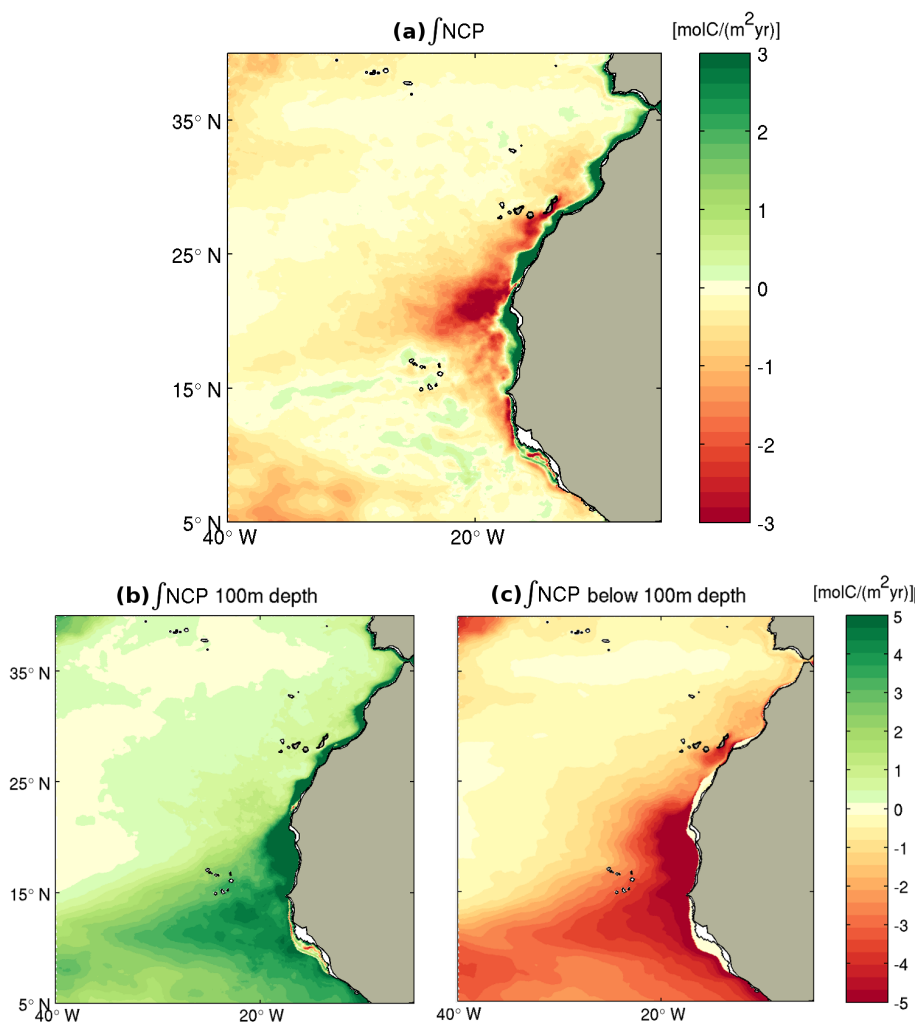 (a) ∫NCP
[molC/(m²yr)]
3
2
1
0
-1
-2
-3
35° N
25° N
15° N
5° N
40° W
20° W
(b) ∫NCP 100m depth
(c) ∫NCP below 100m depth
[molC/(m²yr)]
35° N
25° N
15° N
5° N
40° W
20° W
40° W
20° W
5
4
3
2
1
0
-1
-2
-3
-4
-5